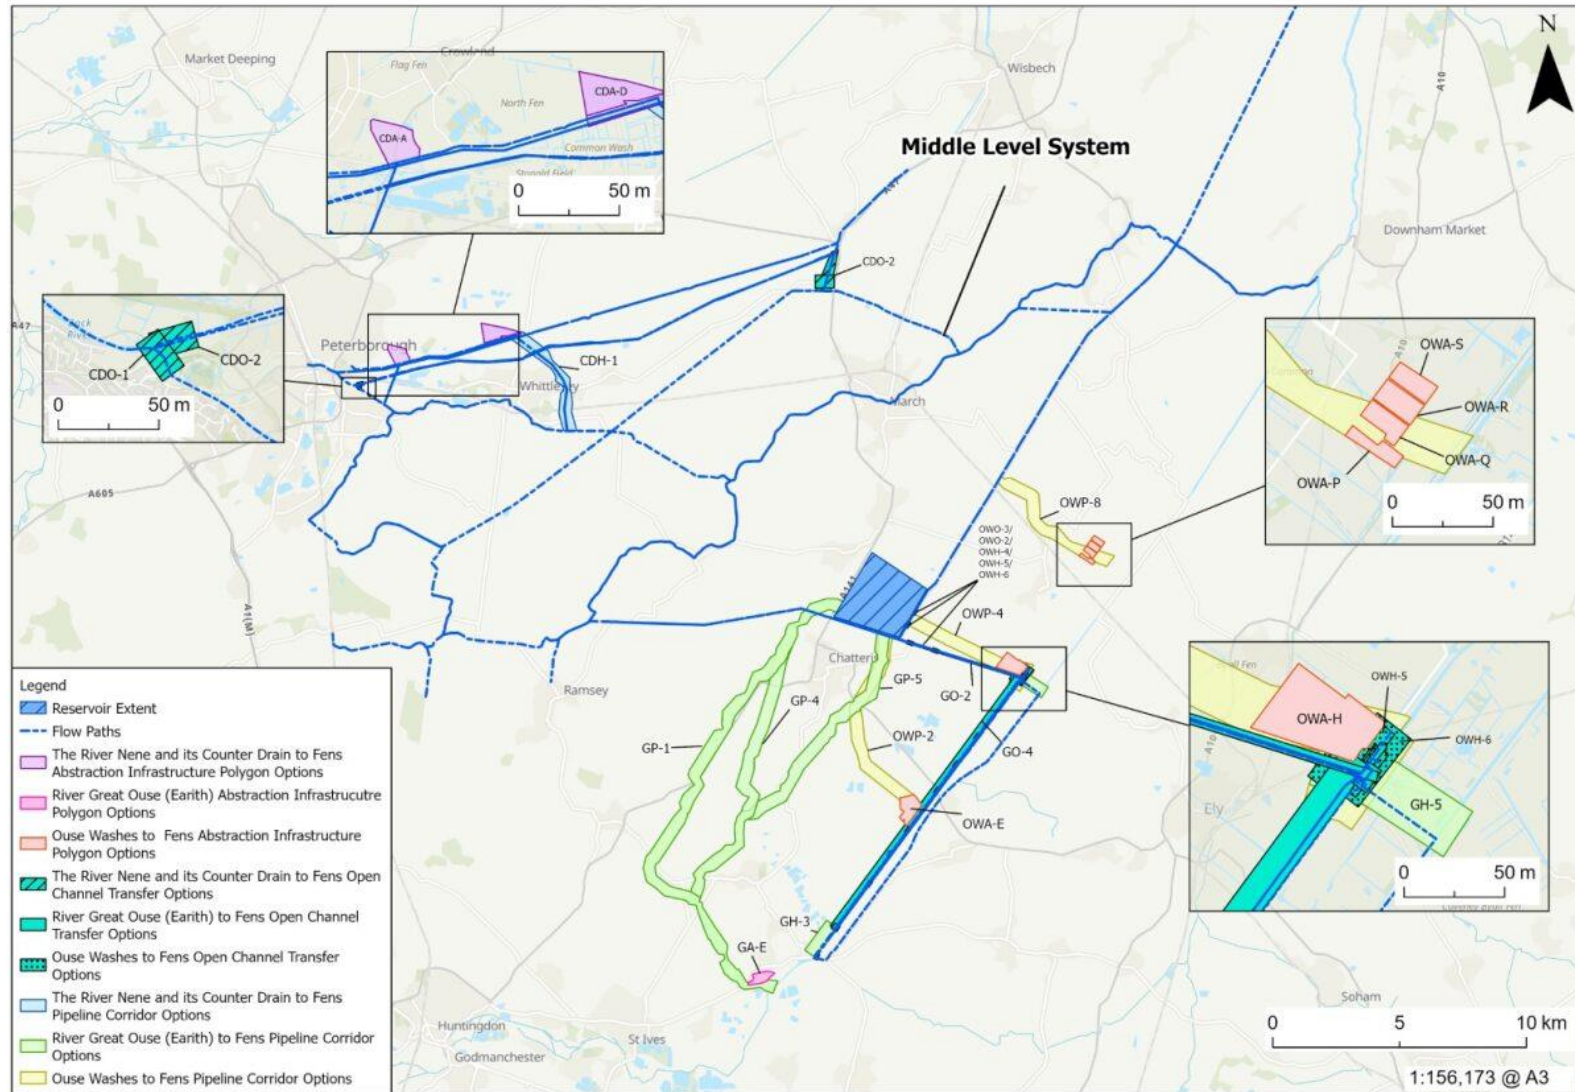 Market Deeping
Crowland
Flag Fen
CDA-D
North Fen
CDA-A
Common Wash
0 50 m
Wisbech
A10
N
Middle Level System
A47
Downham Market
CDO-2
A47
CDO-1
CDO-2
0 50 m
Peterborough
CDH-1
Whittlesey
March
Common
A10
OWA-S
OWA-R
OWA-Q
OWA-P
0 50 m
A605
A1(M)
OWP-8
OWO-3/
OWO-2/
OWH-4/
OWH-5/
OWH-6
A141
OWP-4
Chatteris
GP-5
GO-2
Ramsey
GP-4
GP-1
OWP-2
GO-4
OWA-E
GH-3
GA-E
OWA-H
OWH-5
OWH-6
A10
Ely
GH-5
0 50 m
Huntingdon
Godmanchester
St Ives
Soham
0 5 10 km
1:156,173 @ A3
Legend
Reservoir Extent
Flow Paths
The River Nene and its Counter Drain to Fens
Abstraction Infrastructure Polygon Options
River Great Ouse (Earith) Abstraction Infrastrucutre
Polygon Options
Ouse Washes to Fens Abstraction Infrastructure
Polygon Options
The River Nene and its Counter Drain to Fens Open
Channel Transfer Options
River Great Ouse (Earith) to Fens Open Channel
Transfer Options
Ouse Washes to Fens Open Channel Transfer
Options
The River Nene and its Counter Drain to Fens
Pipeline Corridor Options
River Great Ouse (Earith) to Fens Pipeline Corridor
Options
Ouse Washes to Fens Pipeline Corridor Options